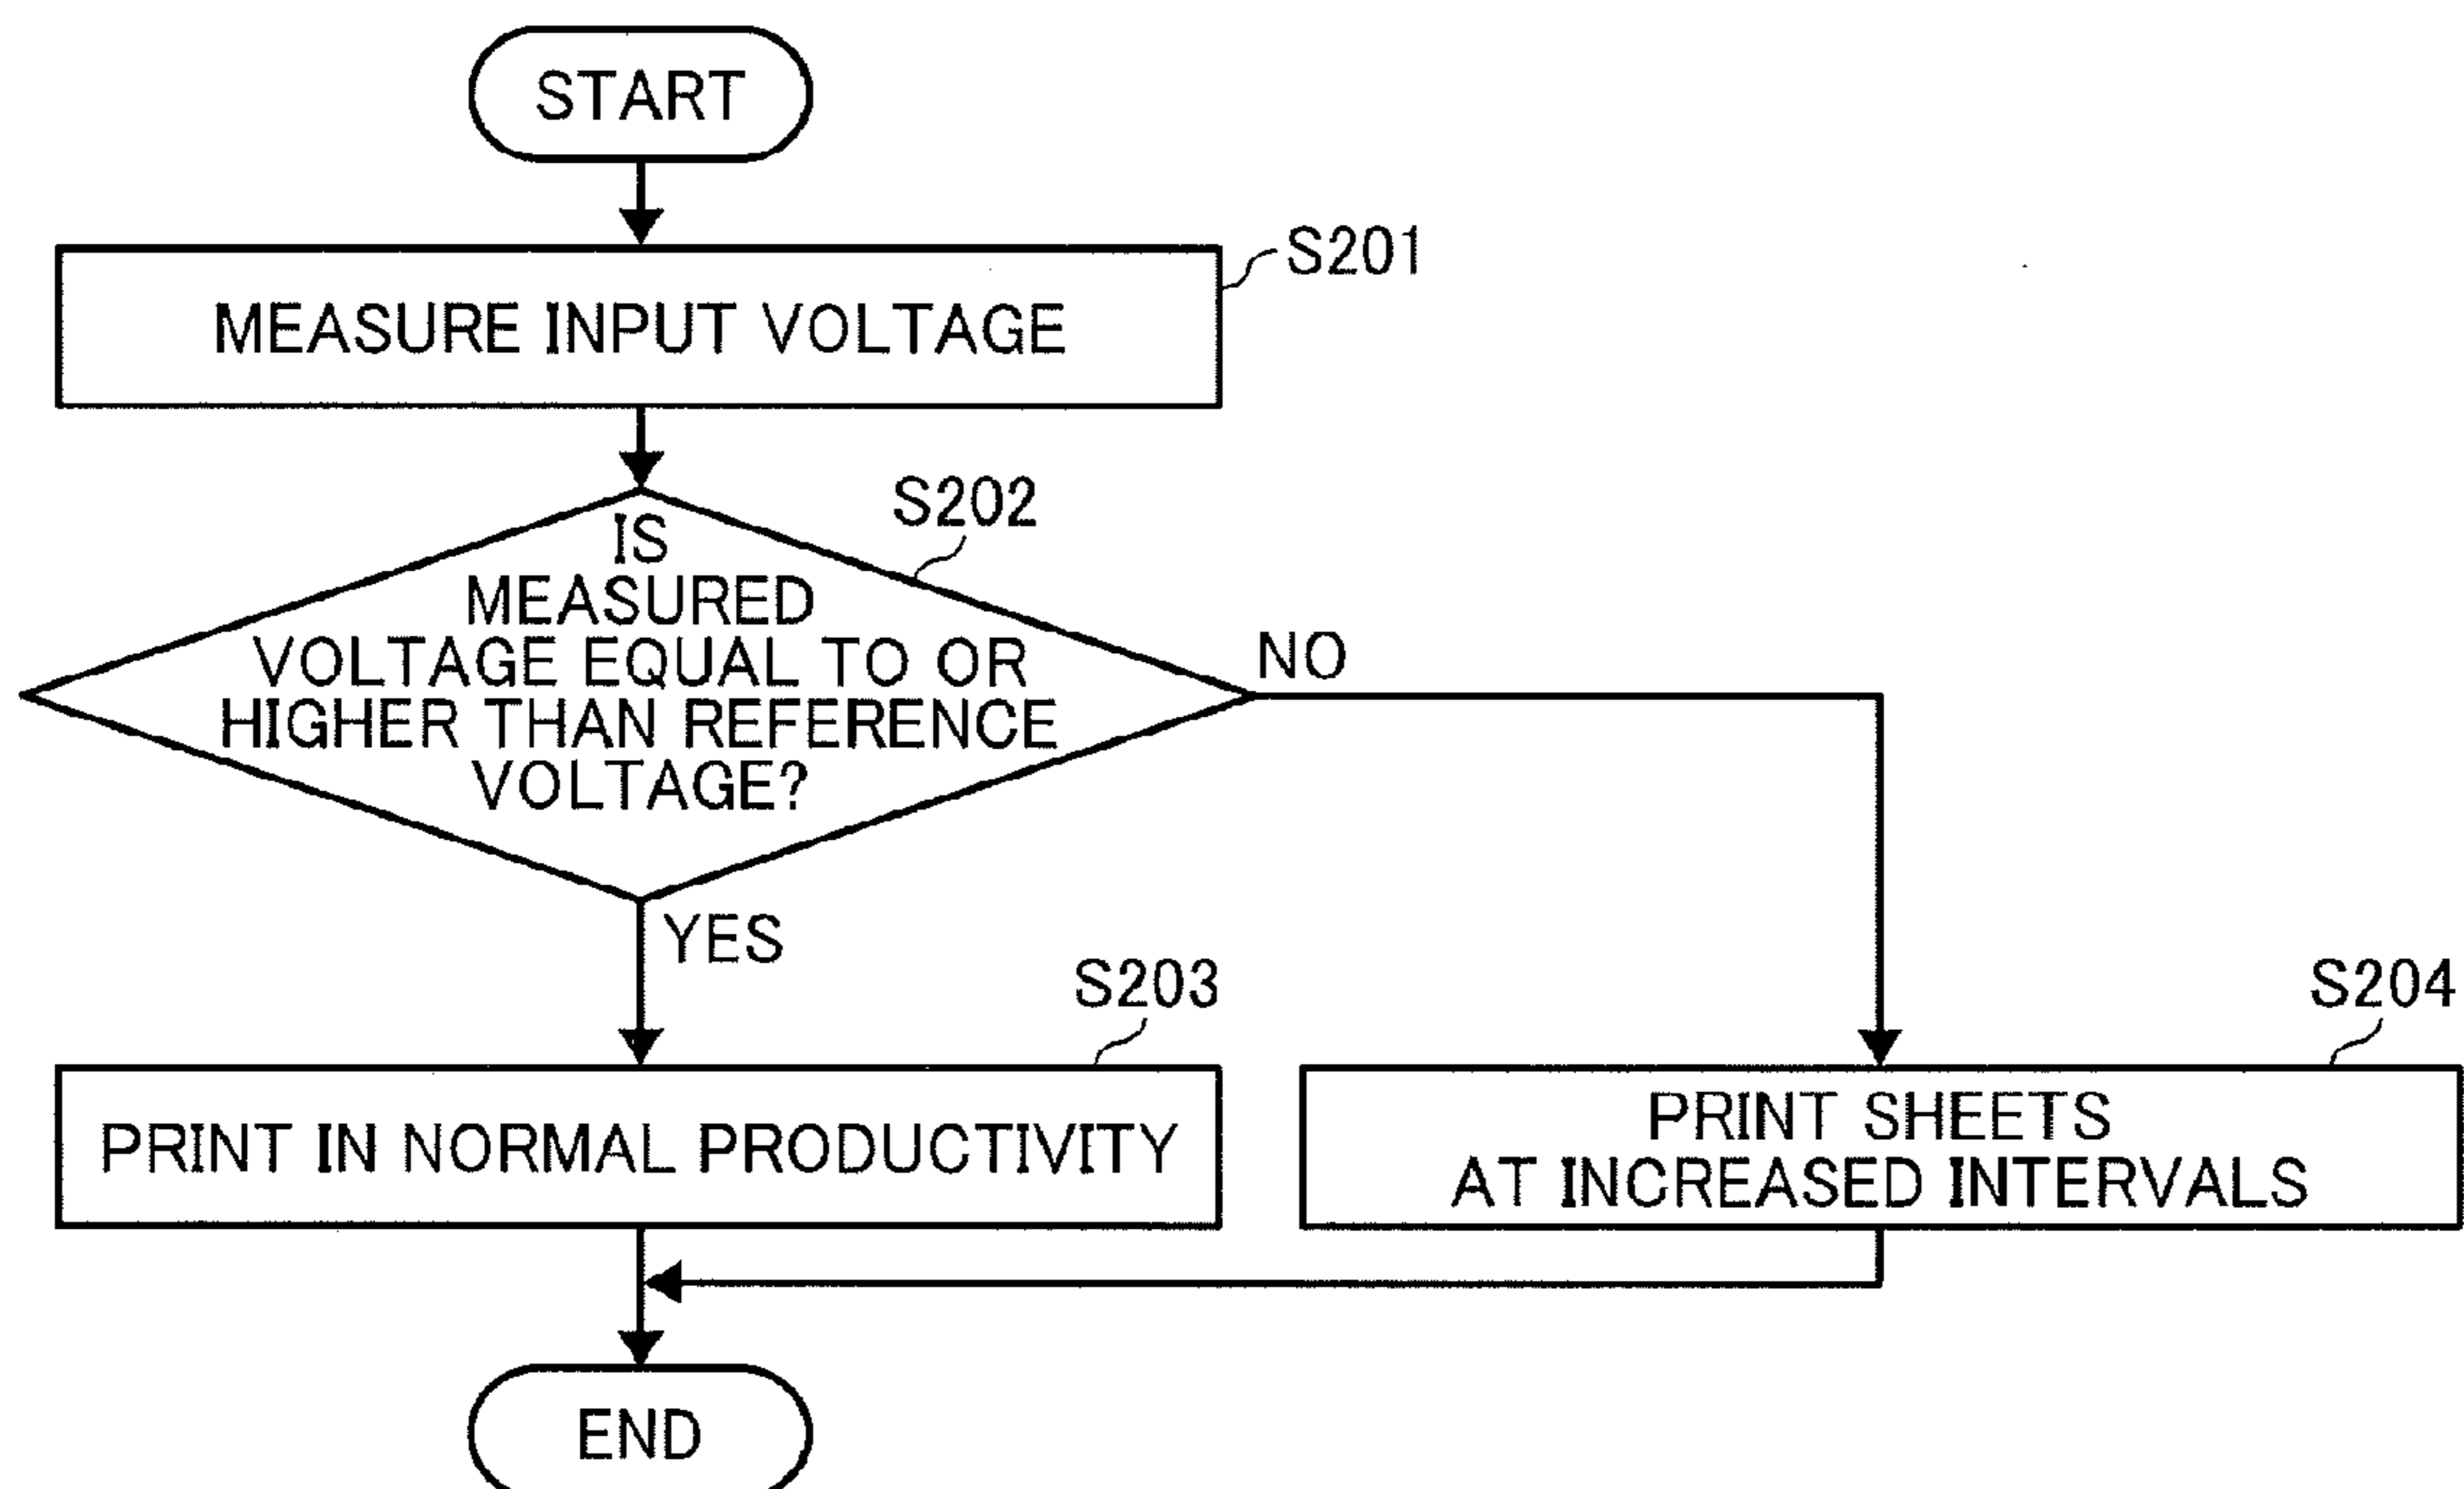 START
S201
MEASURE INPUT VOLTAGE
S202
IS
MEASURED
VOLTAGE EQUAL TO OR
HIGHER THAN REFERENCE
VOLTAGE?
NO
YES
S203
PRINT IN NORMAL PRODUCTIVITY
S204
PRINT SHEETS
AT INCREASED INTERVALS
END